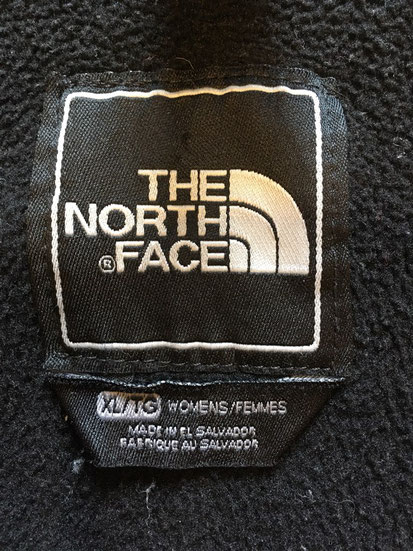 THE
NORTH
®FACE
XL/TG WOMENS/FEMMES
MADE IN EL SALVADOR
FABRIQUE AU SALVADOR